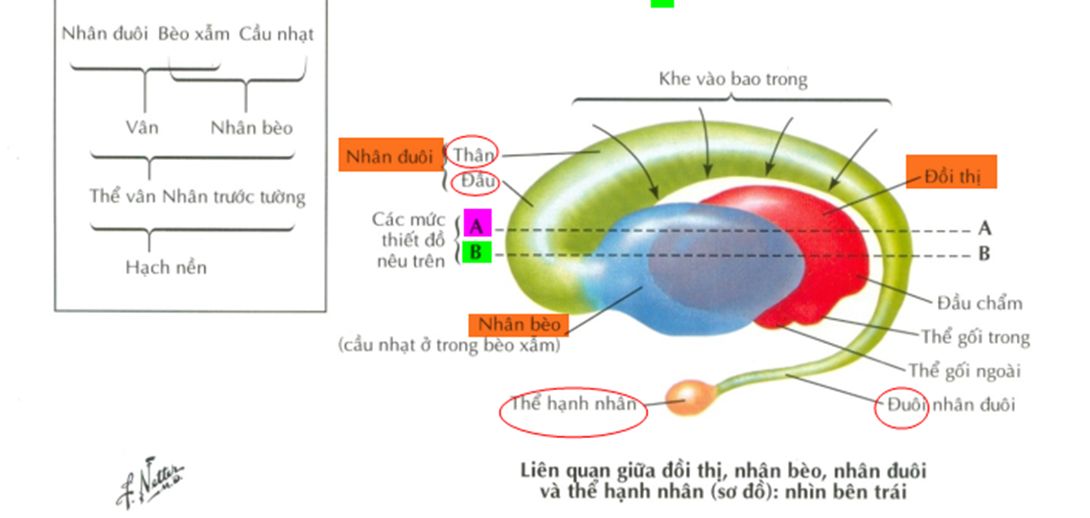 Nhân đuôi Bèo xẫm Cầu nhạt
Vân Nhân bèo
Thể vân Nhân trước tường
Hạch nền
Khe vào bao trong
Nhân đuôi
Thân
Đầu
Đồi thị
Các mức
thiết đồ
nêu trên
A
B
A
B
Nhân bèo
(cầu nhạt ở trong bèo xẫm)
Đầu chẩm
Thể gối trong
Thể gối ngoài
Thể hạnh nhân
Đuôi nhân đuôi
Liên quan giữa đồi thị, nhân bèo, nhân đuôi
và thể hạnh nhân (sơ đồ): nhìn bên trái
F. Netter
M.D.